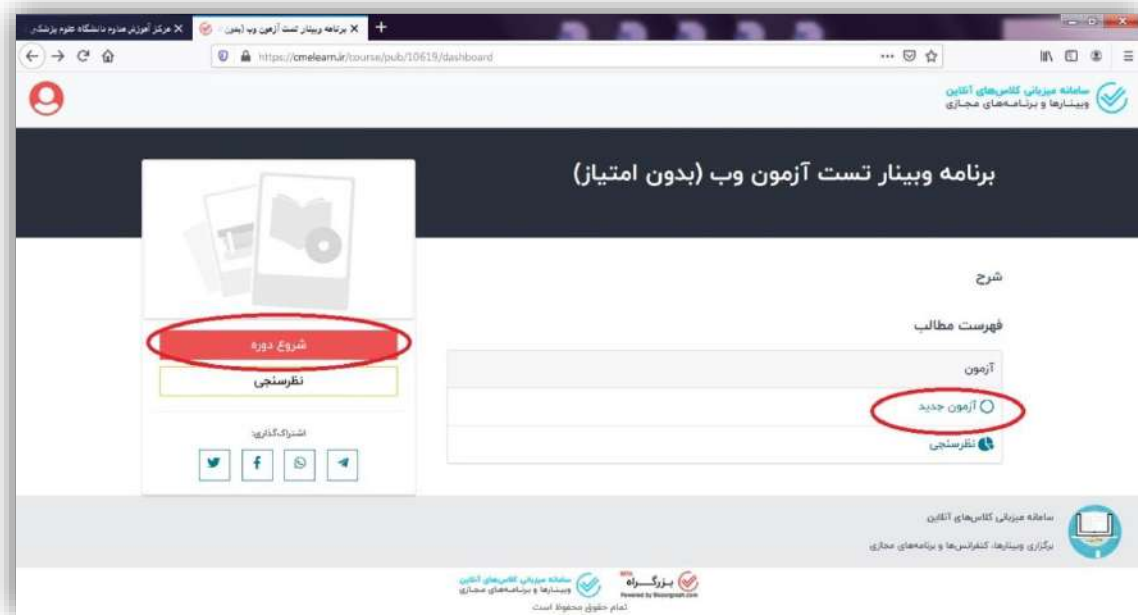 مرکز آموزش مداوم دانشگاه علوم پزشکی
برنامه وبینار تست آزمون وب (بدون
https://cmelearn.ir/course/pub/10619/dashboard
سامانه میزبانی کلاس‌های آنلاین
وبینارها و برنامه‌های مجازی
برنامه وبینار تست آزمون وب (بدون امتیاز)
شرح
فهرست مطالب
آزمون
آزمون جدید
نظرسنجی
شروع دوره
نظرسنجی
اشتراک‌گذاری:
سامانه میزبانی کلاس‌های آنلاین
برگزاری وبینارها، کنفرانس‌ها و برنامه‌های مجازی
بزرگراه
سامانه میزبانی کلاس‌های آنلاین
وبینارها و برنامه‌های مجازی
تمام حقوق محفوظ است